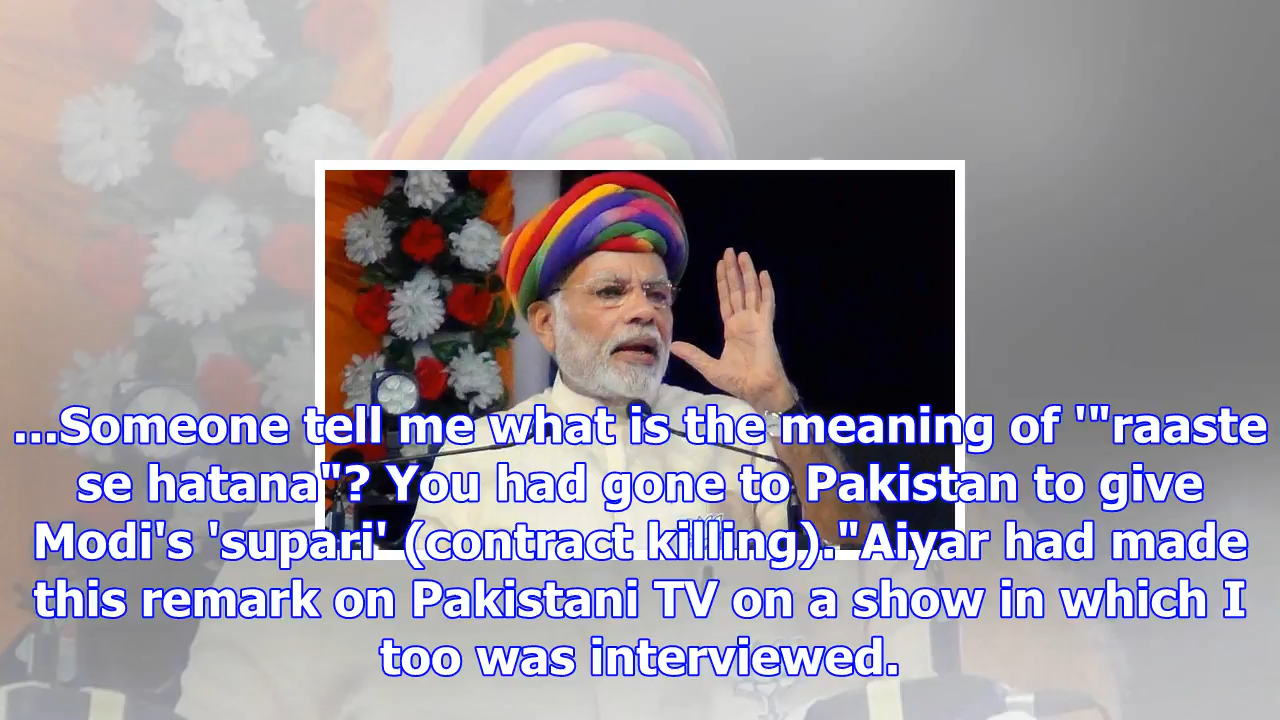 ...Someone tell me what is the meaning of '"raaste
se hatana"? You had gone to Pakistan to give
Modi's 'supari' (contract killing)."Aiyar had made
this remark on Pakistani TV on a show in which I
too was interviewed.